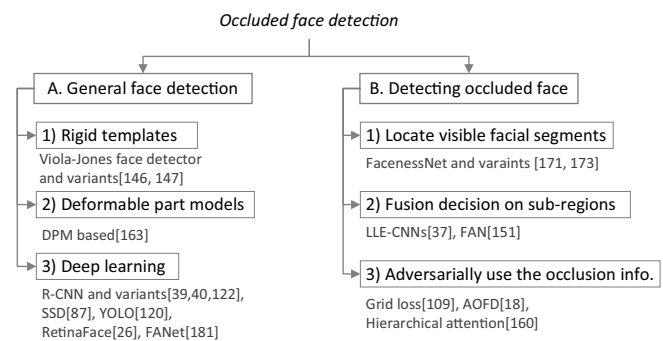 Occluded face detection
A. General face detection
1) Rigid templates
Viola-Jones face detector
and variants[146, 147]
2) Deformable part models
DPM based[163]
3) Deep learning
R-CNN and variants[39,40,122],
SSD[87], YOLO[120],
RetinaFace[26], FANet[181]
B. Detecting occluded face
1) Locate visible facial segments
FacenessNet and varaints [171, 173]
2) Fusion decision on sub-regions
LLE-CNNs[37], FAN[151]
3) Adversarially use the occlusion info.
Grid loss[109], AOFD[18],
Hierarchical attention[160]